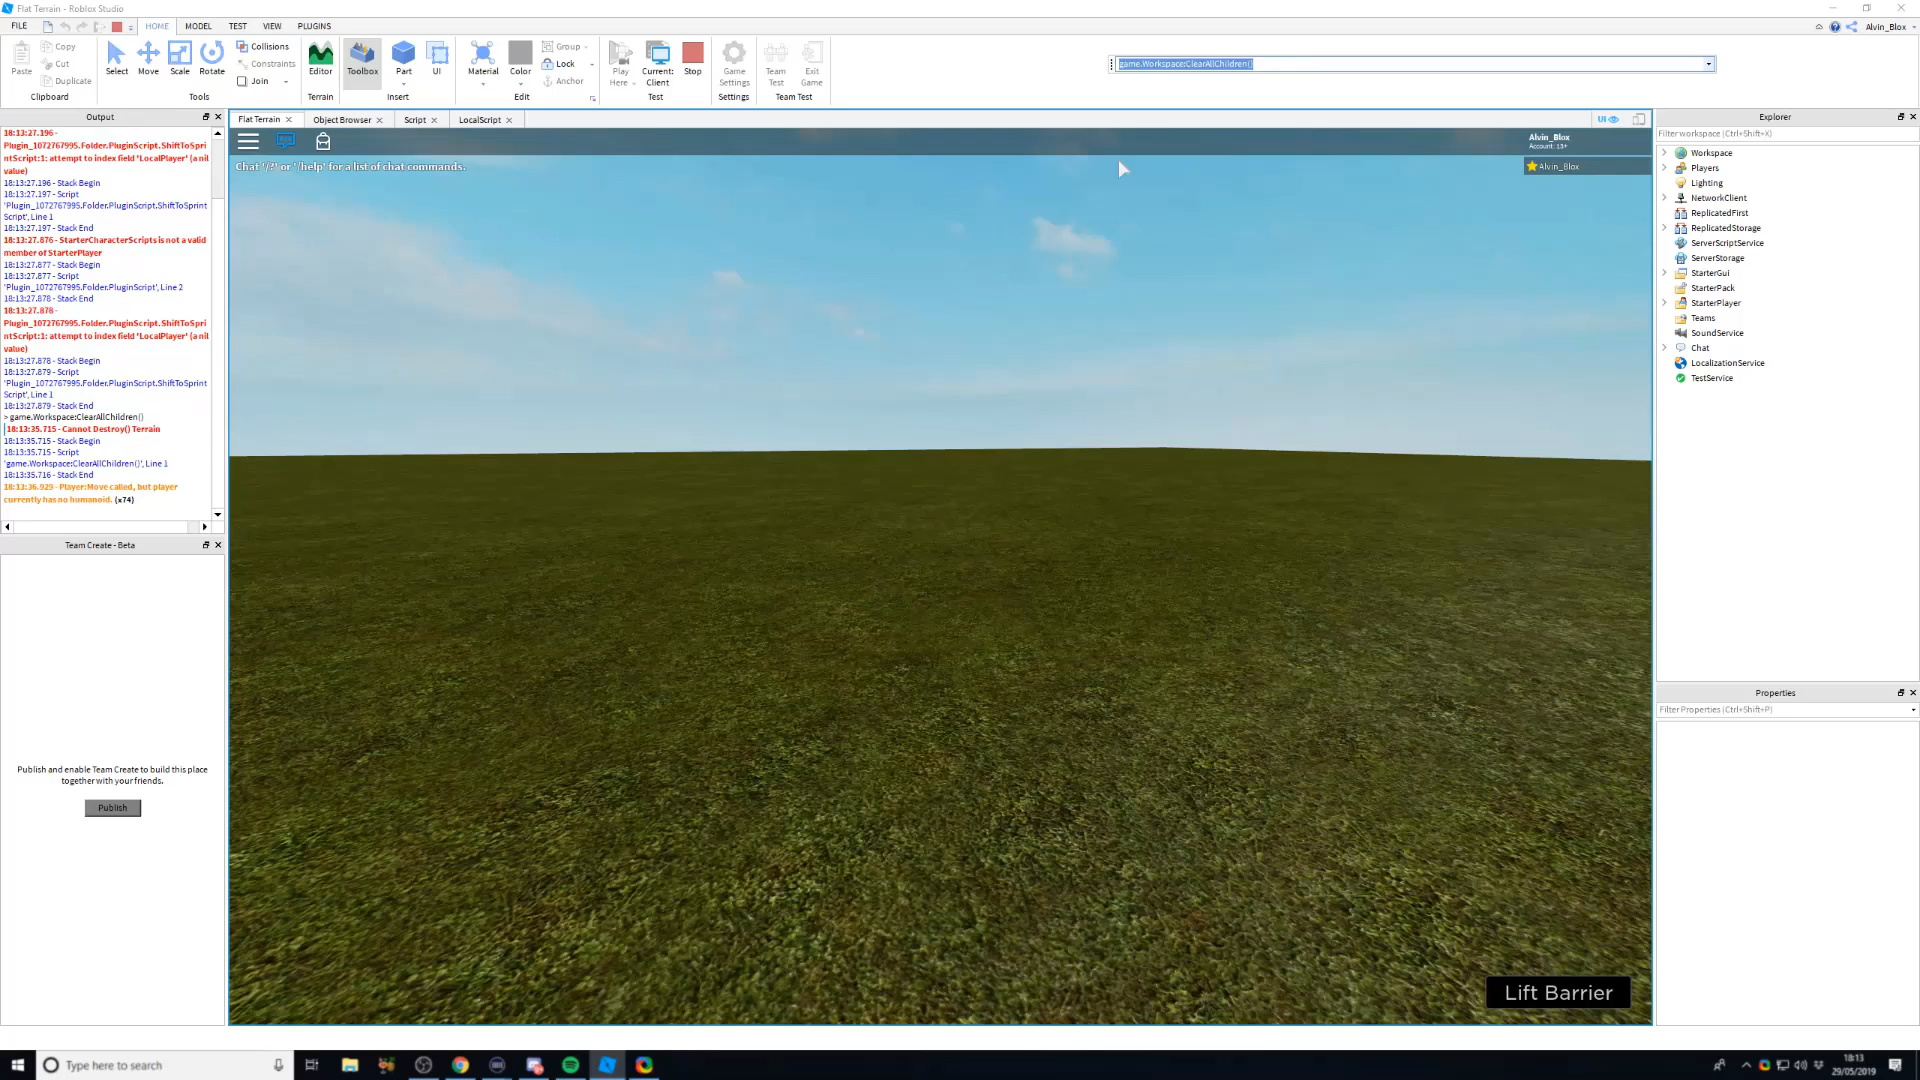 Flat Terrain - Roblox Studio
FILE HOME MODEL TEST VIEW PLUGINS Alvin_Blox
Paste Copy Cut Duplicate
Select Move Scale Rotate Collisions Constraints Join
Editor Toolbox Part UI Material Color Group Lock Anchor
Play Here Current: Client Stop Game Settings Team Test Exit Game
game.Workspace:ClearAllChildren()
Clipboard Tools Terrain Insert Edit Test Settings Team Test
Output
18:13:27.196 -
Plugin_1072767995.Folder.PluginScript.ShiftToSpri
ntScript:1: attempt to index field 'LocalPlayer' (a nil
value)
18:13:27.196 - Stack Begin
18:13:27.197 - Script
'Plugin_1072767995.Folder.PluginScript.ShiftToSprint
Script', Line 1
18:13:27.197 - Stack End
18:13:27.876 - StarterCharacterScripts is not a valid
member of StarterPlayer
18:13:27.877 - Stack Begin
18:13:27.877 - Script
'Plugin_1072767995.Folder.PluginScript', Line 2
18:13:27.878 - Stack End
18:13:27.878 -
Plugin_1072767995.Folder.PluginScript.ShiftToSpri
ntScript:1: attempt to index field 'LocalPlayer' (a nil
value)
18:13:27.878 - Stack Begin
18:13:27.879 - Script
'Plugin_1072767995.Folder.PluginScript.ShiftToSprint
Script', Line 1
18:13:27.879 - Stack End
> game.Workspace:ClearAllChildren()
18:13:35.715 - Cannot Destroy() Terrain
18:13:35.715 - Stack Begin
18:13:35.715 - Script
'game.Workspace:ClearAllChildren()', Line 1
18:13:35.716 - Stack End
18:13:36.929 - Player:Move called, but player
currently has no humanoid. (x74)
Team Create - Beta
Publish and enable Team Create to build this place
together with your friends.
Publish
Flat Terrain Object Browser Script LocalScript UI
Alvin_Blox
Account: 13+
Chat '/?' or '/help' for a list of chat commands.
Alvin_Blox
Lift Barrier
Explorer
Filter workspace (Ctrl+Shift+X)
Workspace
Players
Lighting
NetworkClient
ReplicatedFirst
ReplicatedStorage
ServerScriptService
ServerStorage
StarterGui
StarterPack
StarterPlayer
Teams
SoundService
Chat
LocalizationService
TestService
Properties
Filter Properties (Ctrl+Shift+P)
Type here to search
18:13
29/05/2019